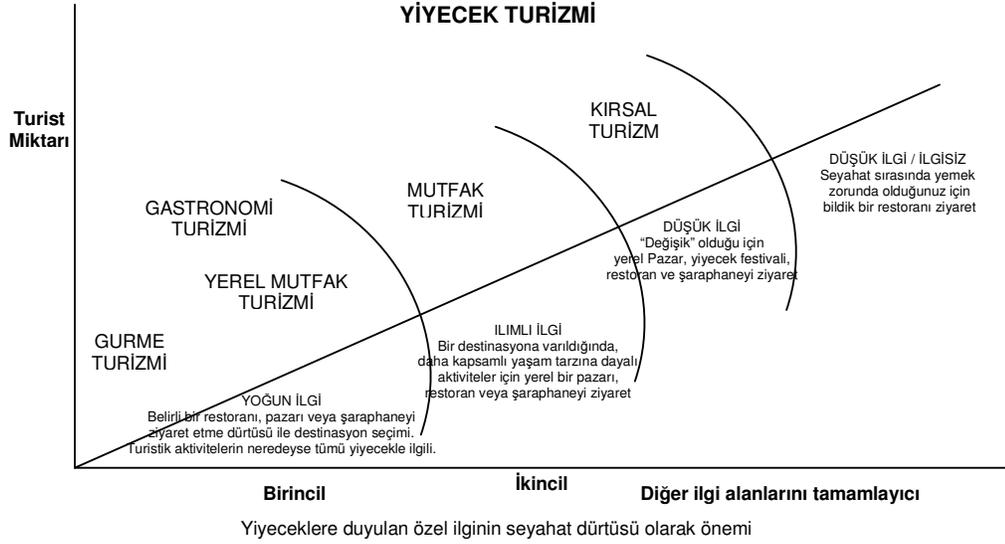 YİYECEK TURİZMİ
Turist
Miktarı
KIRSAL
TURİZM
DÜŞÜK İLGİ / İLGİSİZ
Seyahat sırasında yemek
zorunda olduğunuz için
bildik bir restoranı ziyaret
MUTFAK
TURİZMİ
GASTRONOMİ
TURİZMİ
DÜŞÜK İLGİ
“Değişik” olduğu için
yerel Pazar, yiyecek festivali,
restoran ve şaraphaneyi ziyaret
YEREL MUTFAK
TURİZMİ
GURME
TURİZMİ
ILIMLI İLGİ
Bir destinasyona varıldığında,
daha kapsamlı yaşam tarzına dayalı
aktiviteler için yerel bir pazarı,
restoran veya şaraphaneyi ziyaret
YOĞUN İLGİ
Belirli bir restoranı, pazarı veya şaraphaneyi
ziyaret etme dürtüsü ile destinasyon seçimi.
Turistik aktivitelerin neredeyse tümü yiyecekle ilgili.
Birincil
İkincil
Diğer ilgi alanlarını tamamlayıcı
Yiyeceklere duyulan özel ilginin seyahat dürtüsü olarak önemi